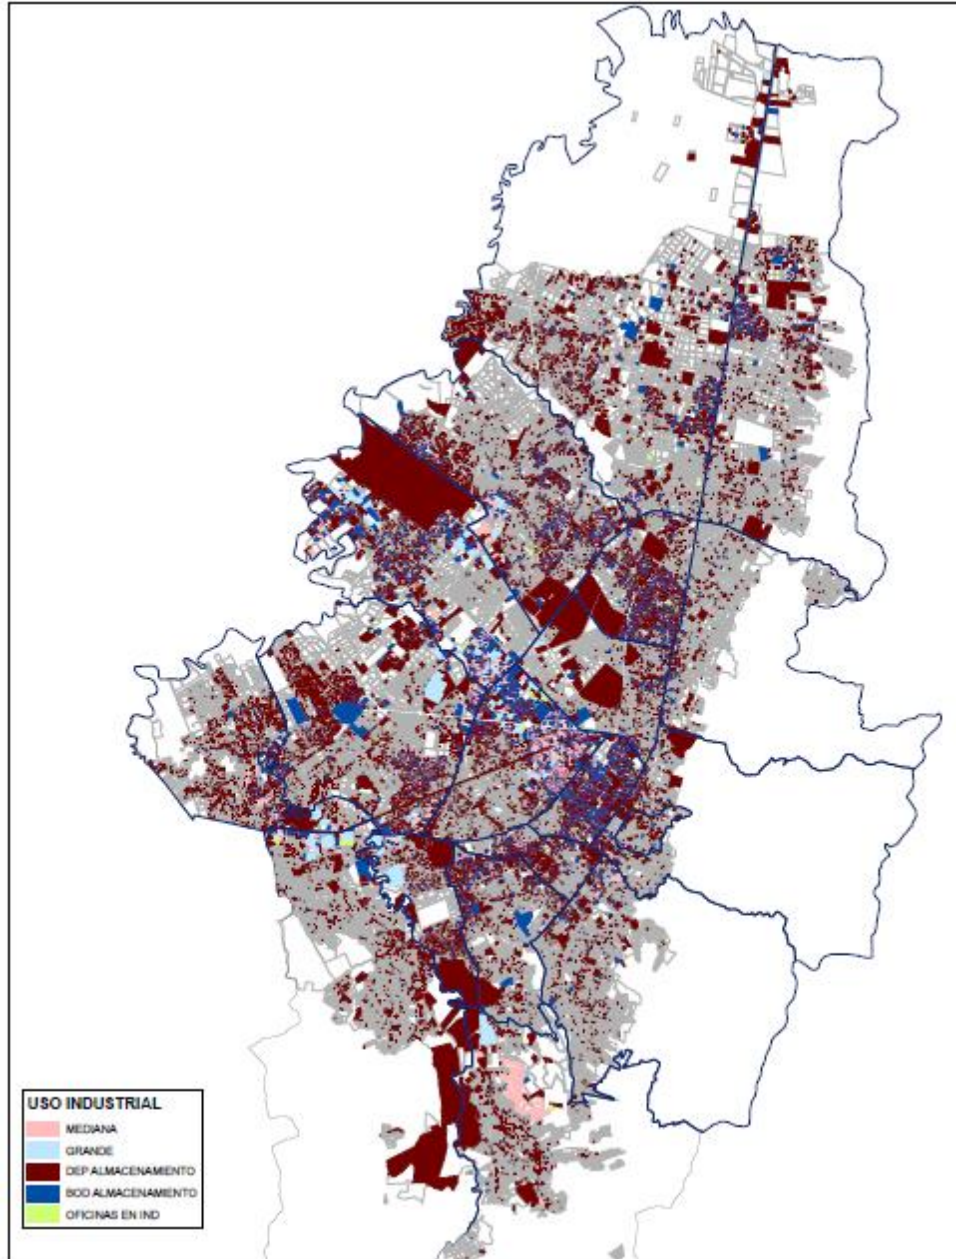 USO INDUSTRIAL
MEDIANA
GRANDE
DEP ALMACENAMIENTO
BOD ALMACENAMIENTO
OFICINAS EN IND